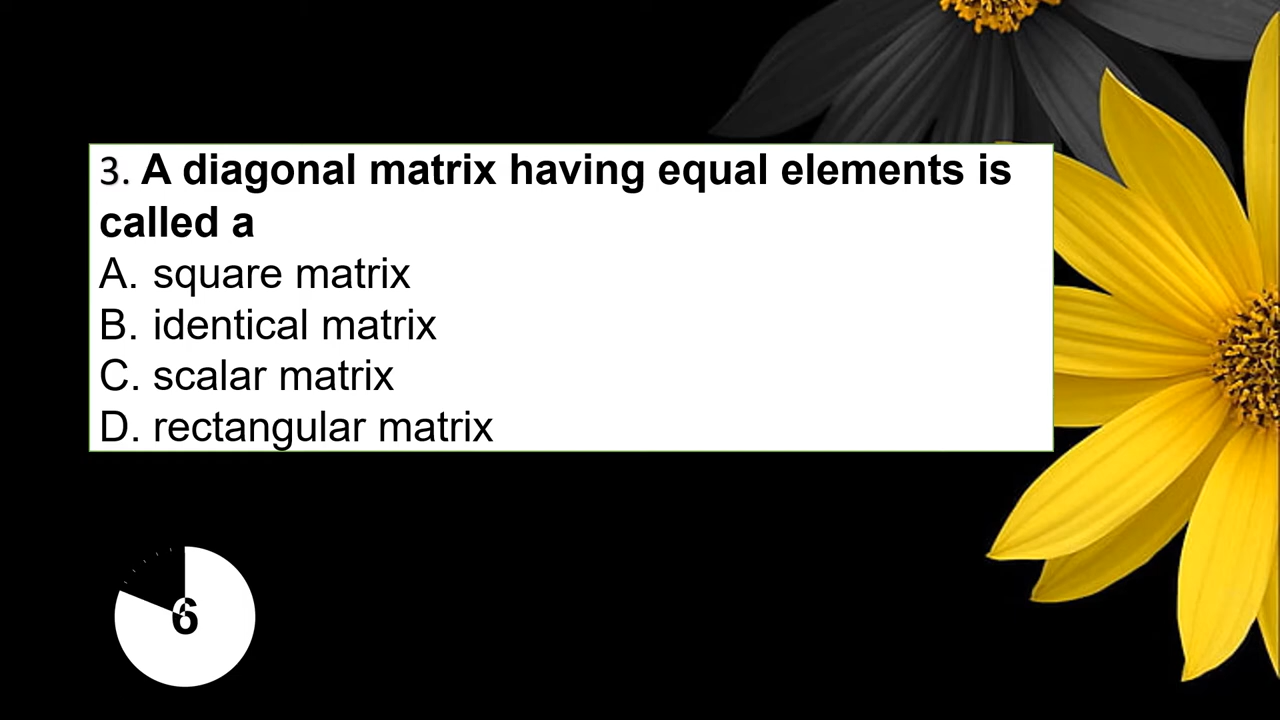 3. A diagonal matrix having equal elements is
called a
A. square matrix
B. identical matrix
C. scalar matrix
D. rectangular matrix
6